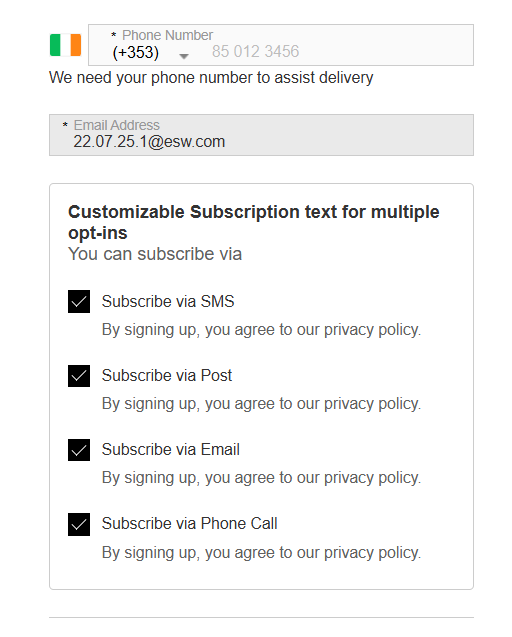 * Phone Number
(+353) 85 012 3456
We need your phone number to assist delivery
* Email Address
22.07.25.1@esw.com
Customizable Subscription text for multiple
opt-ins
You can subscribe via
Subscribe via SMS
By signing up, you agree to our privacy policy.
Subscribe via Post
By signing up, you agree to our privacy policy.
Subscribe via Email
By signing up, you agree to our privacy policy.
Subscribe via Phone Call
By signing up, you agree to our privacy policy.